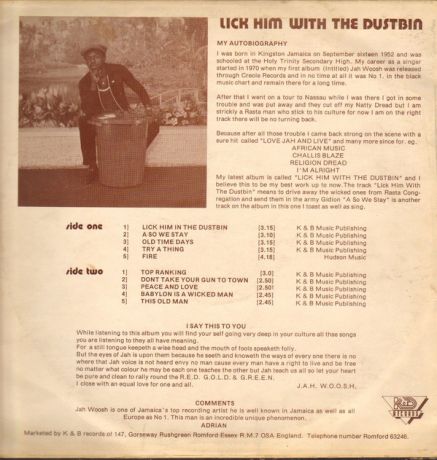 LICK HIM WITH THE DUSTBIN
MY AUTOBIOGRAPHY
I was born in Kingston Jamaica on September sixteen 1952 and was
schooled at the Holy Trinity Secondary High. My career as a singer
started in 1970 when my first album (Intitled) Jah Woosh was released
through Creole Records and in no time at all it was No 1, in the black
music chart and remain there for a long time.
After that I went on a tour to Nassau while I was there I got in some
trouble and was put away and they cut off my Natty Dread but I am
strickly a Rasta man who stick to his culture for now I am on the right
track there will be no turning back.
Because after all those trouble I came back strong on the scene with a
sure hit called "LOVE JAH AND LIVE" and many more since for. eg.
AFRICAN MUSIC
CHALLIS BLAZE
RELIGION DREAD
I'M ALRIGHT
My latest album is called "LICK HIM WITH THE DUSTBIN" and I
believe this to be my best work up to now. The track "Lick Him With
The Dustbin" means to drive away the wicked ones from Rasta Cong-
regation and send them in the army Gidion "A So We Stay" is another
track on the album in this one I toast as well as sing.
side one 1] LICK HIM IN THE DUSTBIN [3.15] K & B Music Publishing
2] A SO WE STAY [3.10] K & B Music Publishing
3] OLD TIME DAYS [3.15] K & B Music Publishing
4] TRY A THING [3.15] K & B Music Publishing
5] FIRE [4.18] Hudson Music
side two 1] TOP RANKING [3.0] K & B Music Publishing
2] DONT TAKE YOUR GUN TO TOWN [2.50] K & B Music Publishing
3] PEACE AND LOVE [2.50] K & B Music Publishing
4] BABYLON IS A WICKED MAN [2.45] K & B Music Publishing
5] THIS OLD MAN [2.45] K & B Music Publishing
I SAY THIS TO YOU
While listening to this album you will find your self going very deep in your culture all thse songs
you are listening to they all have meaning.
For a still tongue keepeth a wise head and the mouth of fools speaketh folly.
But the eyes of Jah is upon them because he seeth and knoweth the ways of every one there is no
where that Jah voice is not heard envy no man cause every man have a right to live and be free
no matter what colour he may be each one teaches the other but Jah teach us all so let your heart
be pure and clean to rally round the R.E.D. G.O.L.D. & G.R.E.E.N.
I close with an equal love for one and all.
J.A.H. W.O.O.S.H.
COMMENTS
Jah Woosh is one of Jamaica's top recording artist he is well known in Jamaica as well as all
Europe as No 1. This man is an incredible unique phenomenon.
ADRIAN
K&B
RECORDS
Marketed by K & B records of 147, Gorseway Rushgreen Romford Essex R.M.7 OSA England. Telephone number Romford 63246.